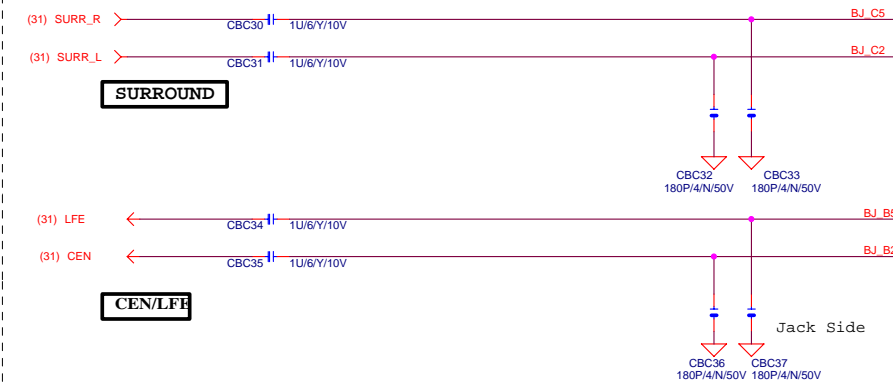 (31) SURR_R
CBC30
1U/6/Y/10V
BJ_C5
(31) SURR_L
CBC31
1U/6/Y/10V
BJ_C2
SURROUND
CBC32
180P/4/N/50V
CBC33
180P/4/N/50V
(31) LFE
CBC34
1U/6/Y/10V
BJ_B5
(31) CEN
CBC35
1U/6/Y/10V
BJ_B2
CEN/LFE
Jack Side
CBC36
180P/4/N/50V
CBC37
180P/4/N/50V